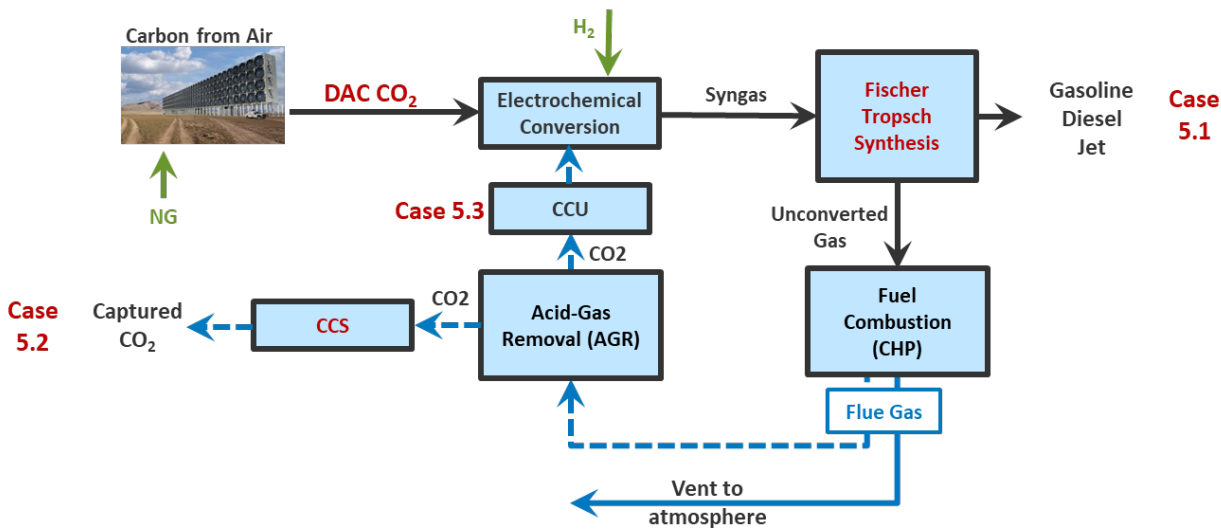 Carbon from Air
H₂
DAC CO₂
Electrochemical
Conversion
Syngas
Fischer
Tropsch
Synthesis
Gasoline
Diesel
Jet
Case
5.1
NG
Case 5.3
CCU
CO2
Unconverted
Gas
Case
5.2
Captured
CO₂
CCS
CO2
Acid-Gas
Removal (AGR)
Fuel
Combustion
(CHP)
Flue Gas
Vent to
atmosphere